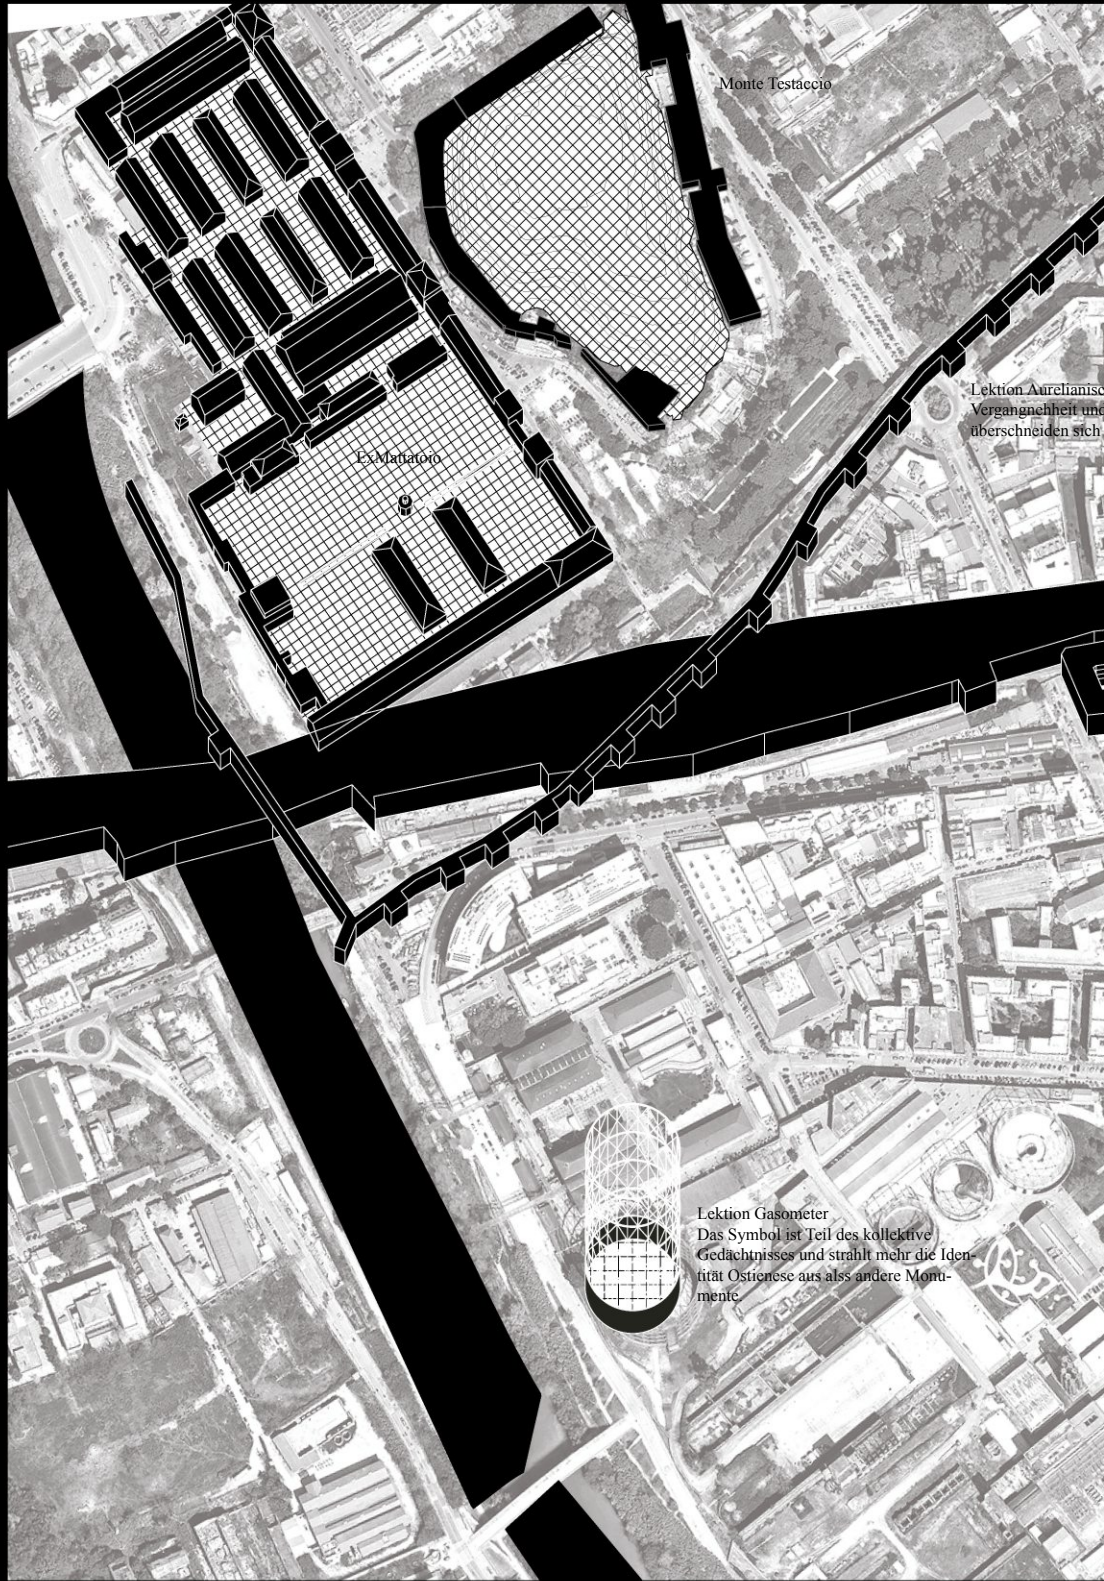 Monte Testaccio
Lektion Aurelianisc
Vergangnehheit und
überschneiden sich
ExMattatoio
Lektion Gasometer
Das Symbol ist Teil des kollektive
Gedächtnisses und strahlt mehr die Iden-
tität Ostienese aus alss andere Monu-
mente.